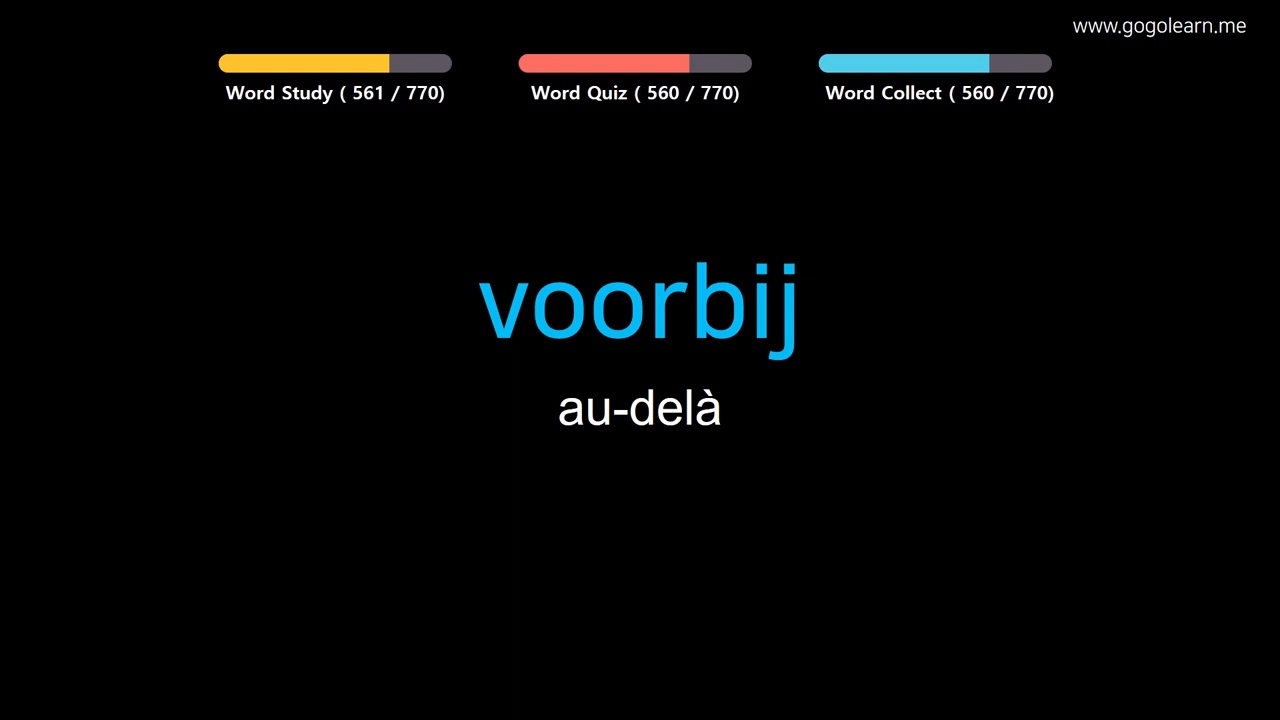 www.gogolearn.me
Word Study ( 561 / 770)
Word Quiz ( 560 / 770)
Word Collect ( 560 / 770)
voorbij
au-delà